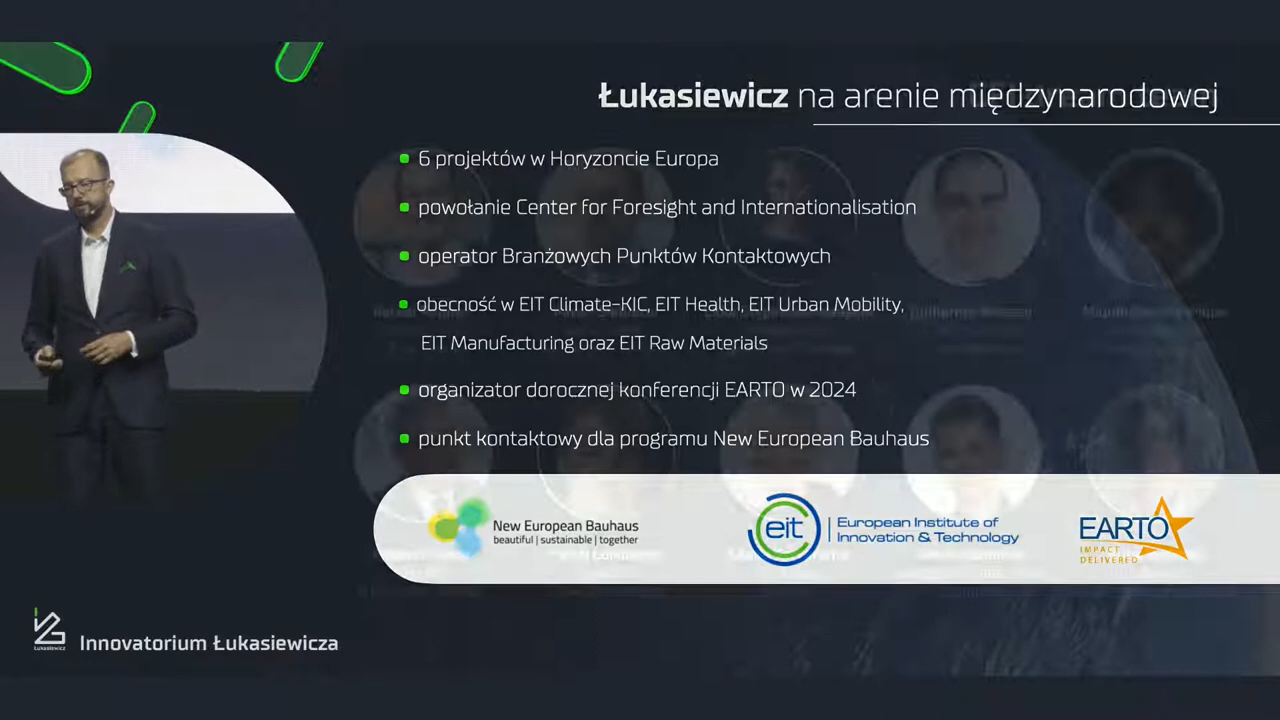 Łukasiewicz na arenie międzynarodowej
6 projektów w Horyzoncie Europa
powołanie Center for Foresight and Internationalisation
operator Branżowych Punktów Kontaktowych
obecność w EIT Climate-KIC, EIT Health, EIT Urban Mobility,
EIT Manufacturing oraz EIT Raw Materials
organizator dorocznej konferencji EARTO w 2024
punkt kontaktowy dla programu New European Bauhaus
New European Bauhaus
beautiful | sustainable | together
eit
European Institute of
Innovation & Technology
EARTO
IMPACT
DELIVERED
Łukasiewicz
Innovatorium Łukasiewicza